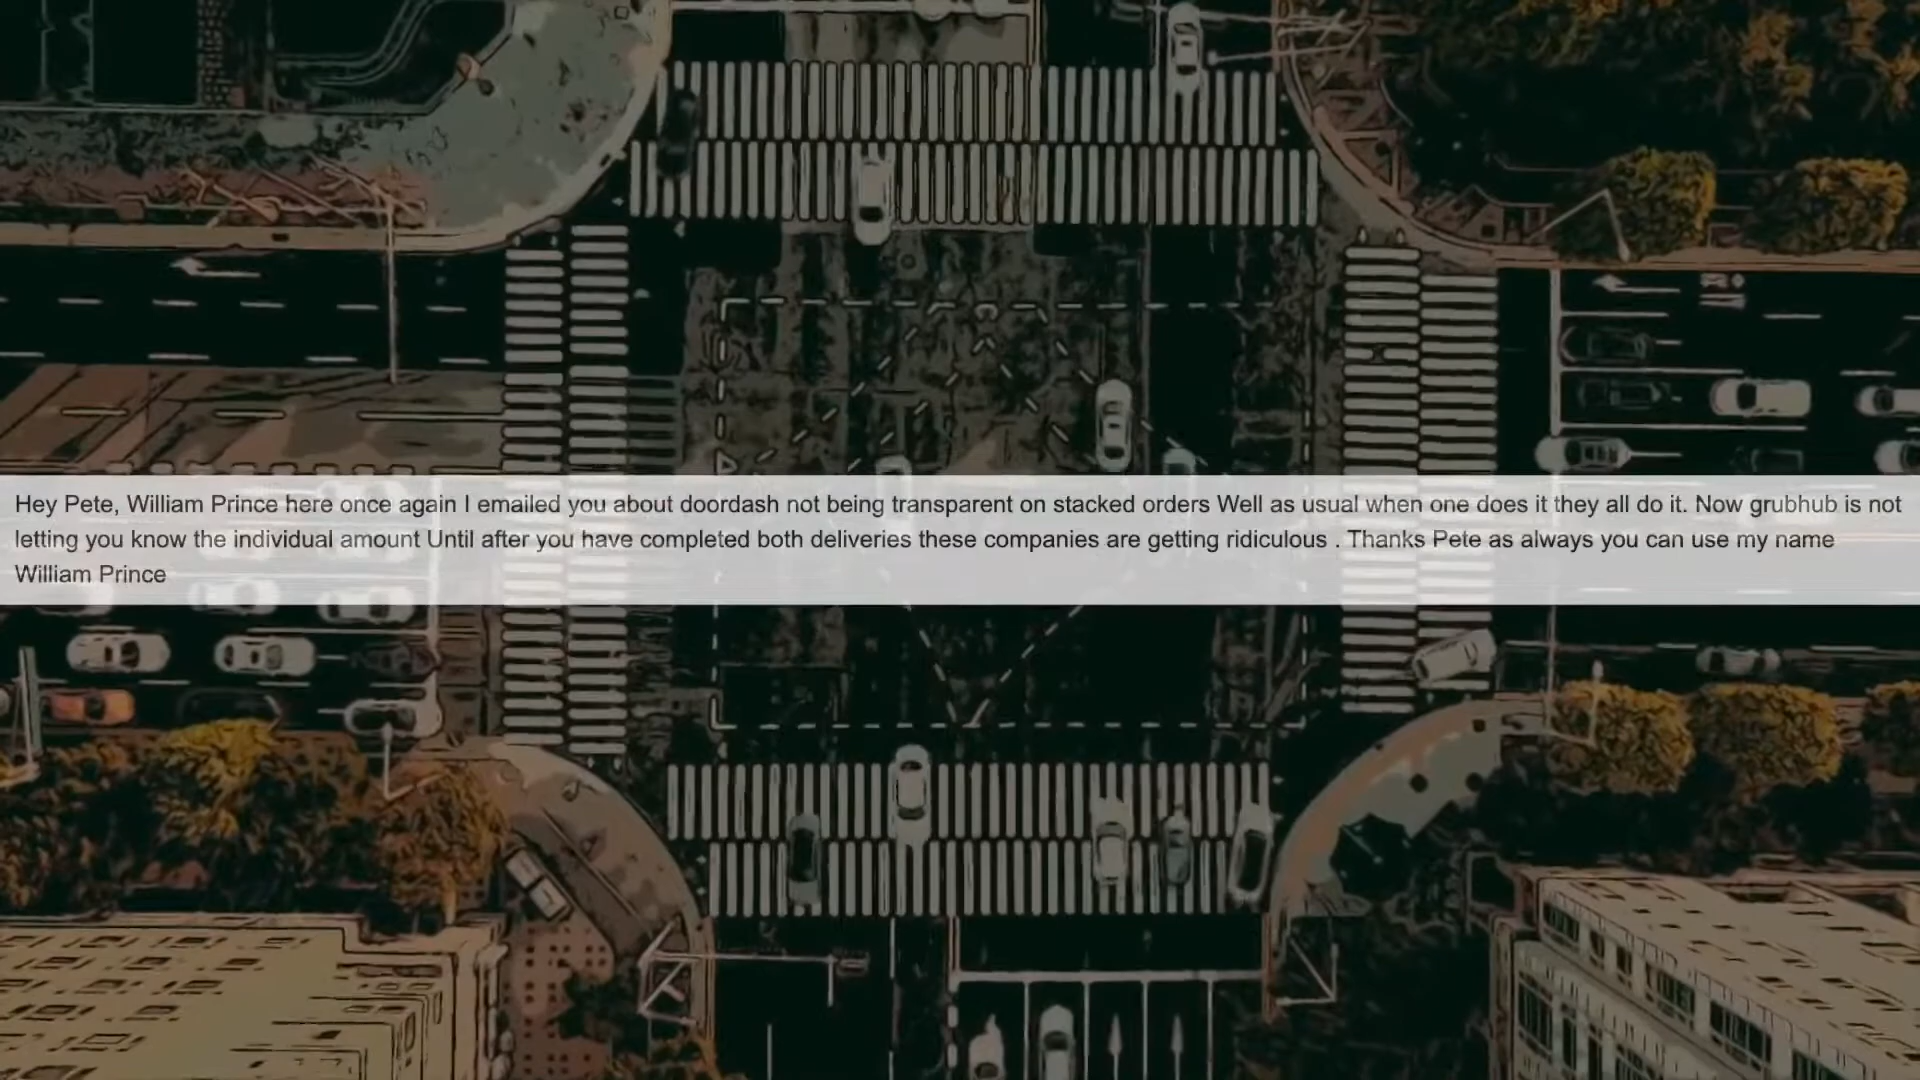 Hey Pete, William Prince here once again I emailed you about doordash not being transparent on stacked orders Well as usual when one does it they all do it. Now grubhub is not
letting you know the individual amount Until after you have completed both deliveries these companies are getting ridiculous . Thanks Pete as always you can use my name
William Prince